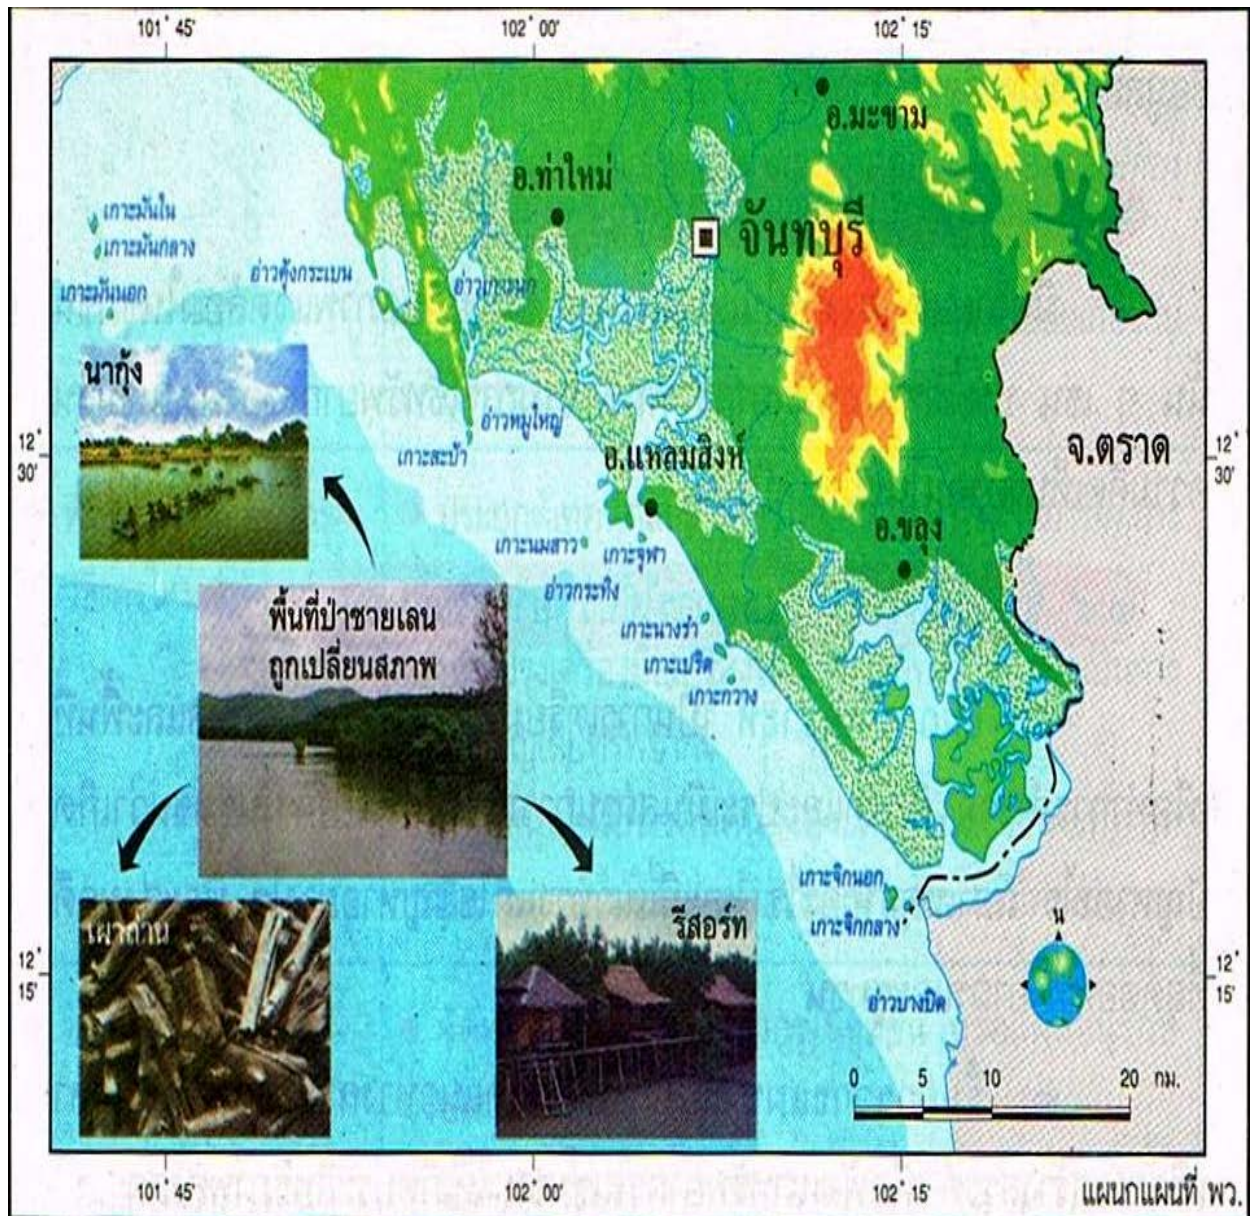 101° 45'
102° 00'
102° 15'
อ.มะขาม
อ.ท่าใหม่
เกาะมันใน
จันทบุรี
เกาะมันกลาง
อ่าวคุ้งกระเบน
เกาะมันนอก
นากุ้ง
อ่าวหมูใหญ่
12° 30'
เกาะสะบ้า
อ.แหลมสิงห์
จ.ตราด
12° 30'
อ.ขลุง
เกาะนมสาว
เกาะจุฬา
อ่าวกระทิง
พื้นที่ป่าชายเลน
ถูกเปลี่ยนสภาพ
เกาะนางรำ
เกาะเปริด
เกาะกวาง
เกาะจิกนอก
เกาะจิกกลาง
เผาถ่าน
รีสอร์ท
น
12° 15'
12° 15'
อ่าวบางปิด
0 5 10 20 กม.
101° 45'
102° 00'
102° 15'
แผนกแผนที่ พว.